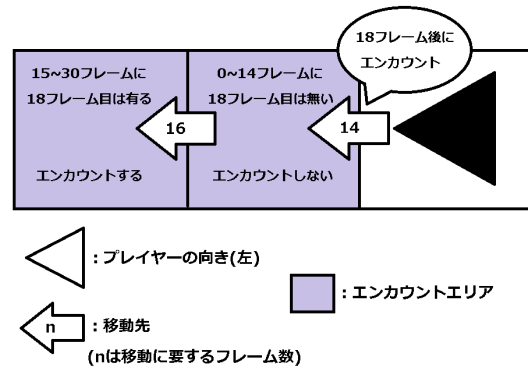 18フレーム後に
エンカウント
15~30フレームに
18フレーム目は有る
0~14フレームに
18フレーム目は無い
16
14
エンカウントする
エンカウントしない
:プレイヤーの向き(左)
:エンカウントエリア
n
:移動先
(nは移動に要するフレーム数)